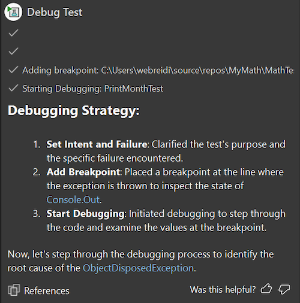 Debug Test
Adding breakpoint: C:\Users\webreidi\source\repos\MyMath\MathTe
Starting Debugging: PrintMonthTest
Debugging Strategy:
1. Set Intent and Failure: Clarified the test's purpose and
the specific failure encountered.
2. Add Breakpoint: Placed a breakpoint at the line where
the exception is thrown to inspect the state of
Console.Out.
3. Start Debugging: Initiated debugging to step through
the code and examine the values at the breakpoint.
Now, let's step through the debugging process to identify the
root cause of the ObjectDisposedException.
References Was this helpful?